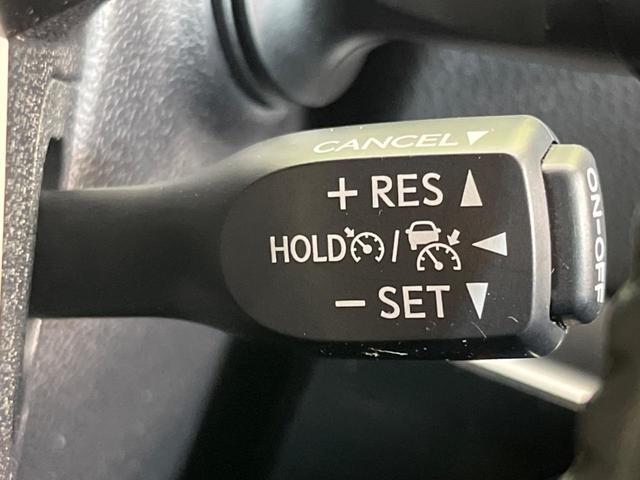 CANCEL▼
+ RES ▲
HOLD / ◀
− SET ▼
ON-OFF